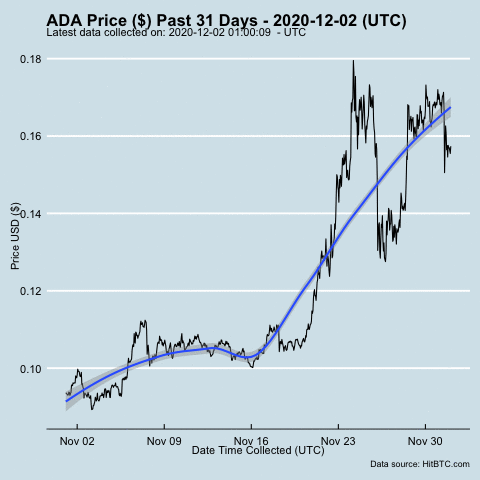 ADA Price ($) Past 31 Days - 2020-12-02 (UTC)
Latest data collected on: 2020-12-02 01:00:09 - UTC
0.18
0.16
0.14
0.12
0.10
Price USD ($)
Nov 02 Nov 09 Nov 16 Nov 23 Nov 30
Date Time Collected (UTC)
Data source: HitBTC.com